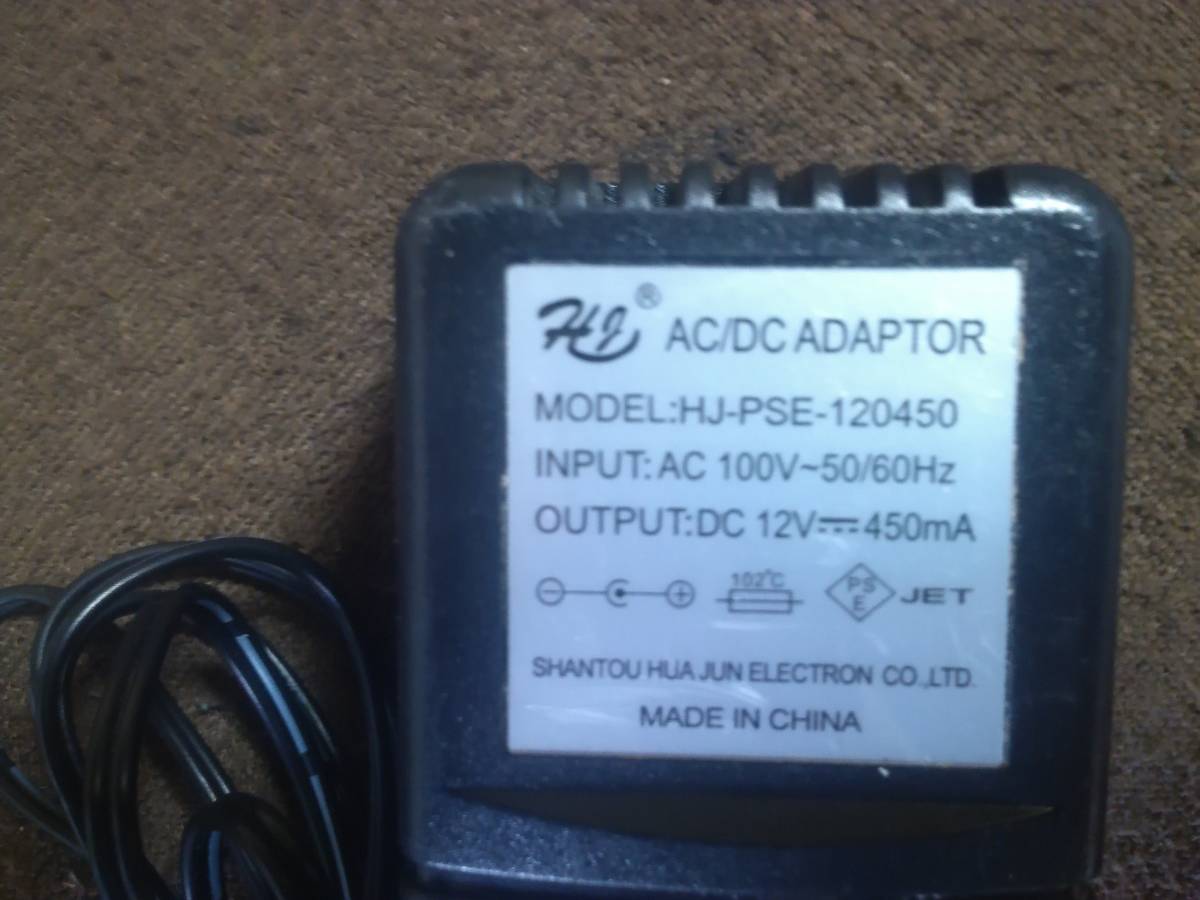 HJ® AC/DC ADAPTOR
MODEL:HJ-PSE-120450
INPUT: AC 100V~50/60Hz
OUTPUT:DC 12V⎓450mA
102℃ PSE JET
SHANTOU HUA JUN ELECTRON CO.,LTD.
MADE IN CHINA